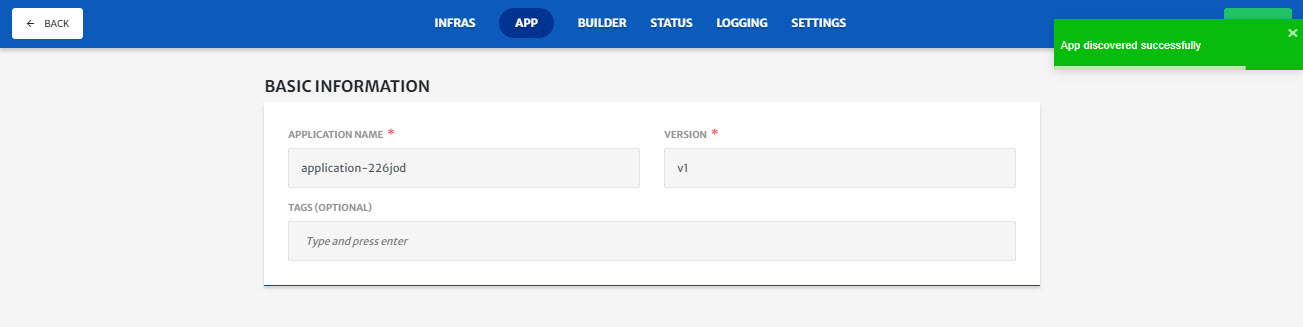 ← BACK
INFRAS
APP
BUILDER
STATUS
LOGGING
SETTINGS
App discovered successfully
×
BASIC INFORMATION
APPLICATION NAME *
VERSION *
application-226jod
v1
TAGS (OPTIONAL)
Type and press enter